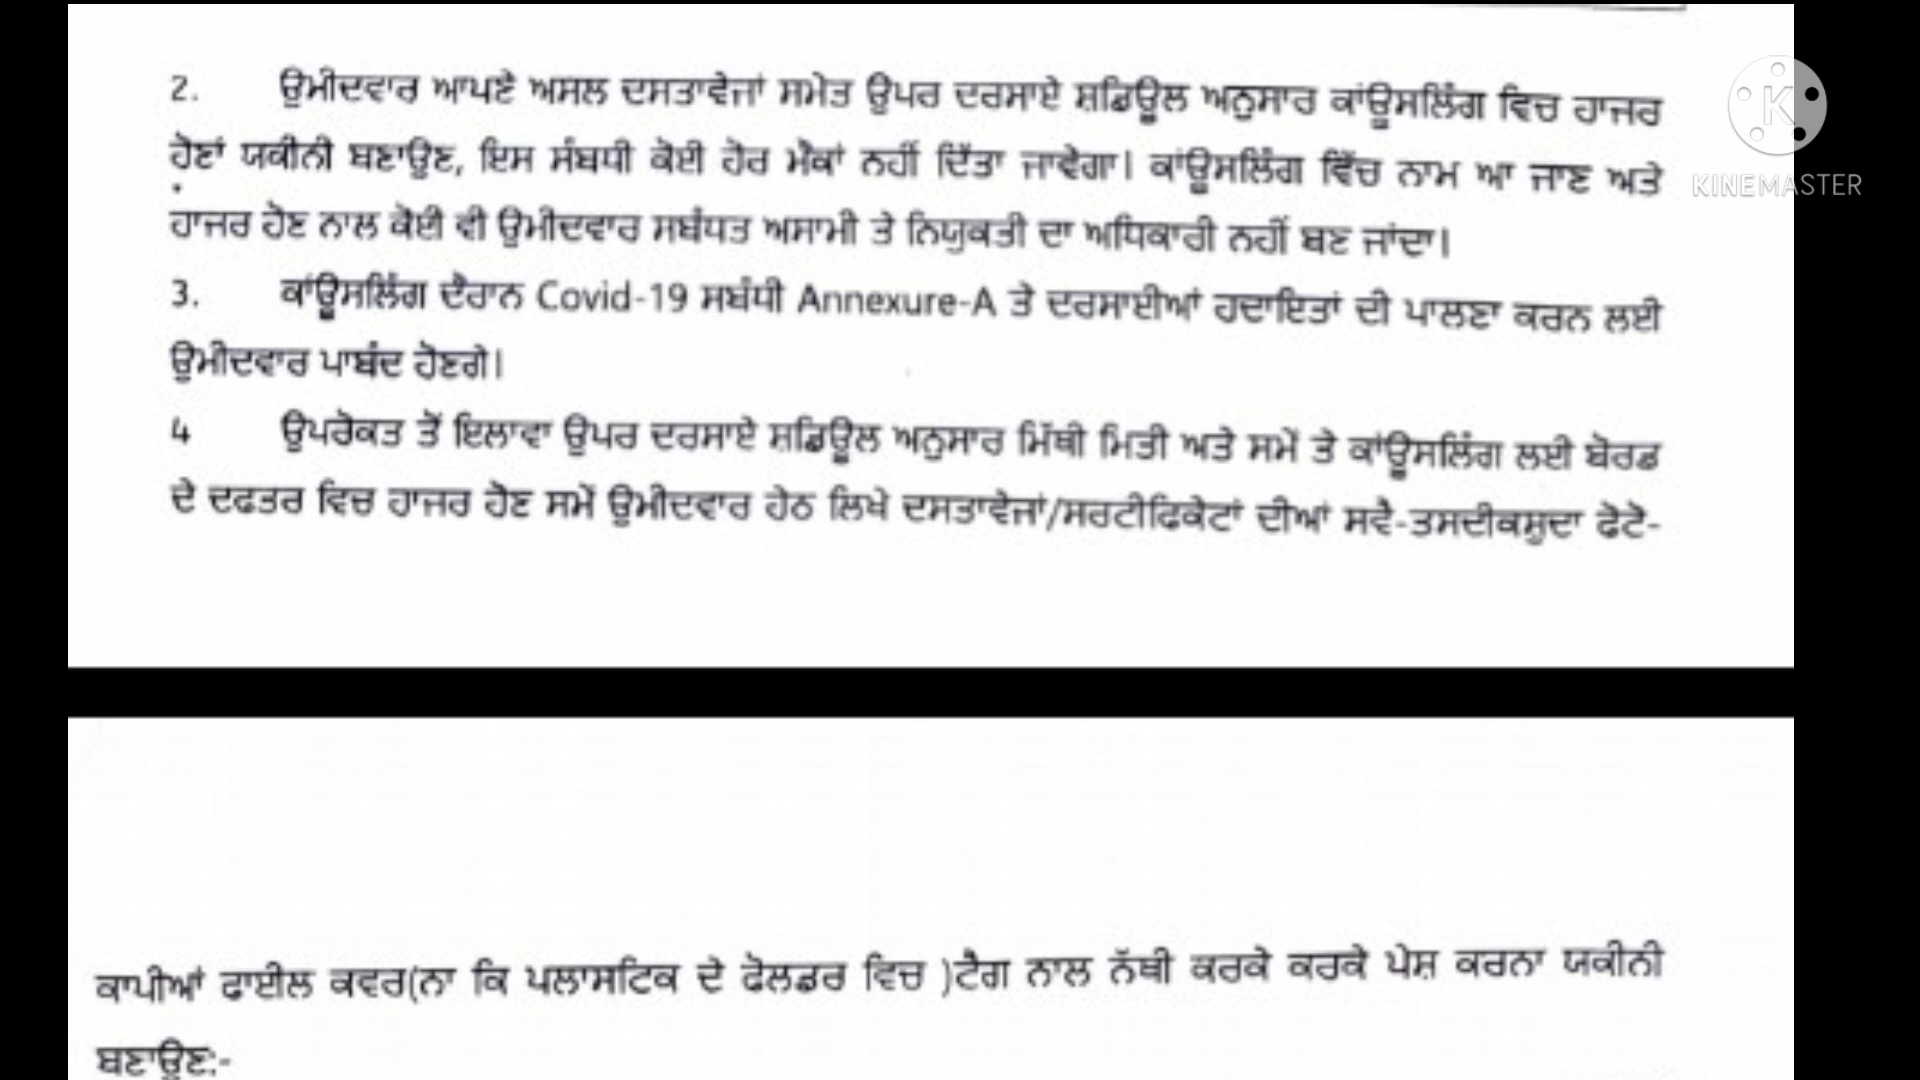 2. ਉਮੀਦਵਾਰ ਆਪਣੇ ਅਸਲ ਦਸਤਾਵੇਜਾਂ ਸਮੇਤ ਉਪਰ ਦਰਸਾਏ ਸ਼ਡਿਊਲ ਅਨੁਸਾਰ ਕਾਂਊਸਲਿੰਗ ਵਿਚ ਹਾਜਰ
ਹੋਣਾਂ ਯਕੀਨੀ ਬਣਾਉਣ, ਇਸ ਸੰਬਧੀ ਕੋਈ ਹੋਰ ਮੌਕਾਂ ਨਹੀਂ ਦਿੱਤਾ ਜਾਵੇਗਾ। ਕਾਂਊਸਲਿੰਗ ਵਿੱਚ ਨਾਮ ਆ ਜਾਣ ਅਤੇ
ਹਾਜਰ ਹੋਣ ਨਾਲ ਕੋਈ ਵੀ ਉਮੀਦਵਾਰ ਸਬੰਧਤ ਅਸਾਮੀ ਤੇ ਨਿਯੁਕਤੀ ਦਾ ਅਧਿਕਾਰੀ ਨਹੀਂ ਬਣ ਜਾਂਦਾ।
3. ਕਾਂਊਸਲਿੰਗ ਦੌਰਾਨ Covid-19 ਸਬੰਧੀ Annexure-A ਤੇ ਦਰਸਾਈਆਂ ਹਦਾਇਤਾਂ ਦੀ ਪਾਲਣਾ ਕਰਨ ਲਈ
ਉਮੀਦਵਾਰ ਪਾਬੰਦ ਹੋਣਗੇ।
4 ਉਪਰੋਕਤ ਤੋਂ ਇਲਾਵਾ ਉਪਰ ਦਰਸਾਏ ਸ਼ਡਿਊਲ ਅਨੁਸਾਰ ਮਿੱਥੀ ਮਿਤੀ ਅਤੇ ਸਮੇਂ ਤੇ ਕਾਂਊਸਲਿੰਗ ਲਈ ਬੋਰਡ
ਦੇ ਦਫਤਰ ਵਿਚ ਹਾਜਰ ਹੋਣ ਸਮੇਂ ਉਮੀਦਵਾਰ ਹੇਠ ਲਿਖੇ ਦਸਤਾਵੇਜਾਂ/ਸਰਟੀਫਿਕੇਟਾਂ ਦੀਆਂ ਸਵੈ-ਤਸਦੀਕਸ਼ੁਦਾ ਫੋਟੋ-
ਕਾਪੀਆਂ ਫਾਈਲ ਕਵਰ(ਨਾ ਕਿ ਪਲਾਸਟਿਕ ਦੇ ਫੋਲਡਰ ਵਿਚ )ਟੈਗ ਨਾਲ ਨੱਥੀ ਕਰਕੇ ਕਰਕੇ ਪੇਸ਼ ਕਰਨਾ ਯਕੀਨੀ
ਬਣਾਉਣ:-
K
KINEMASTER